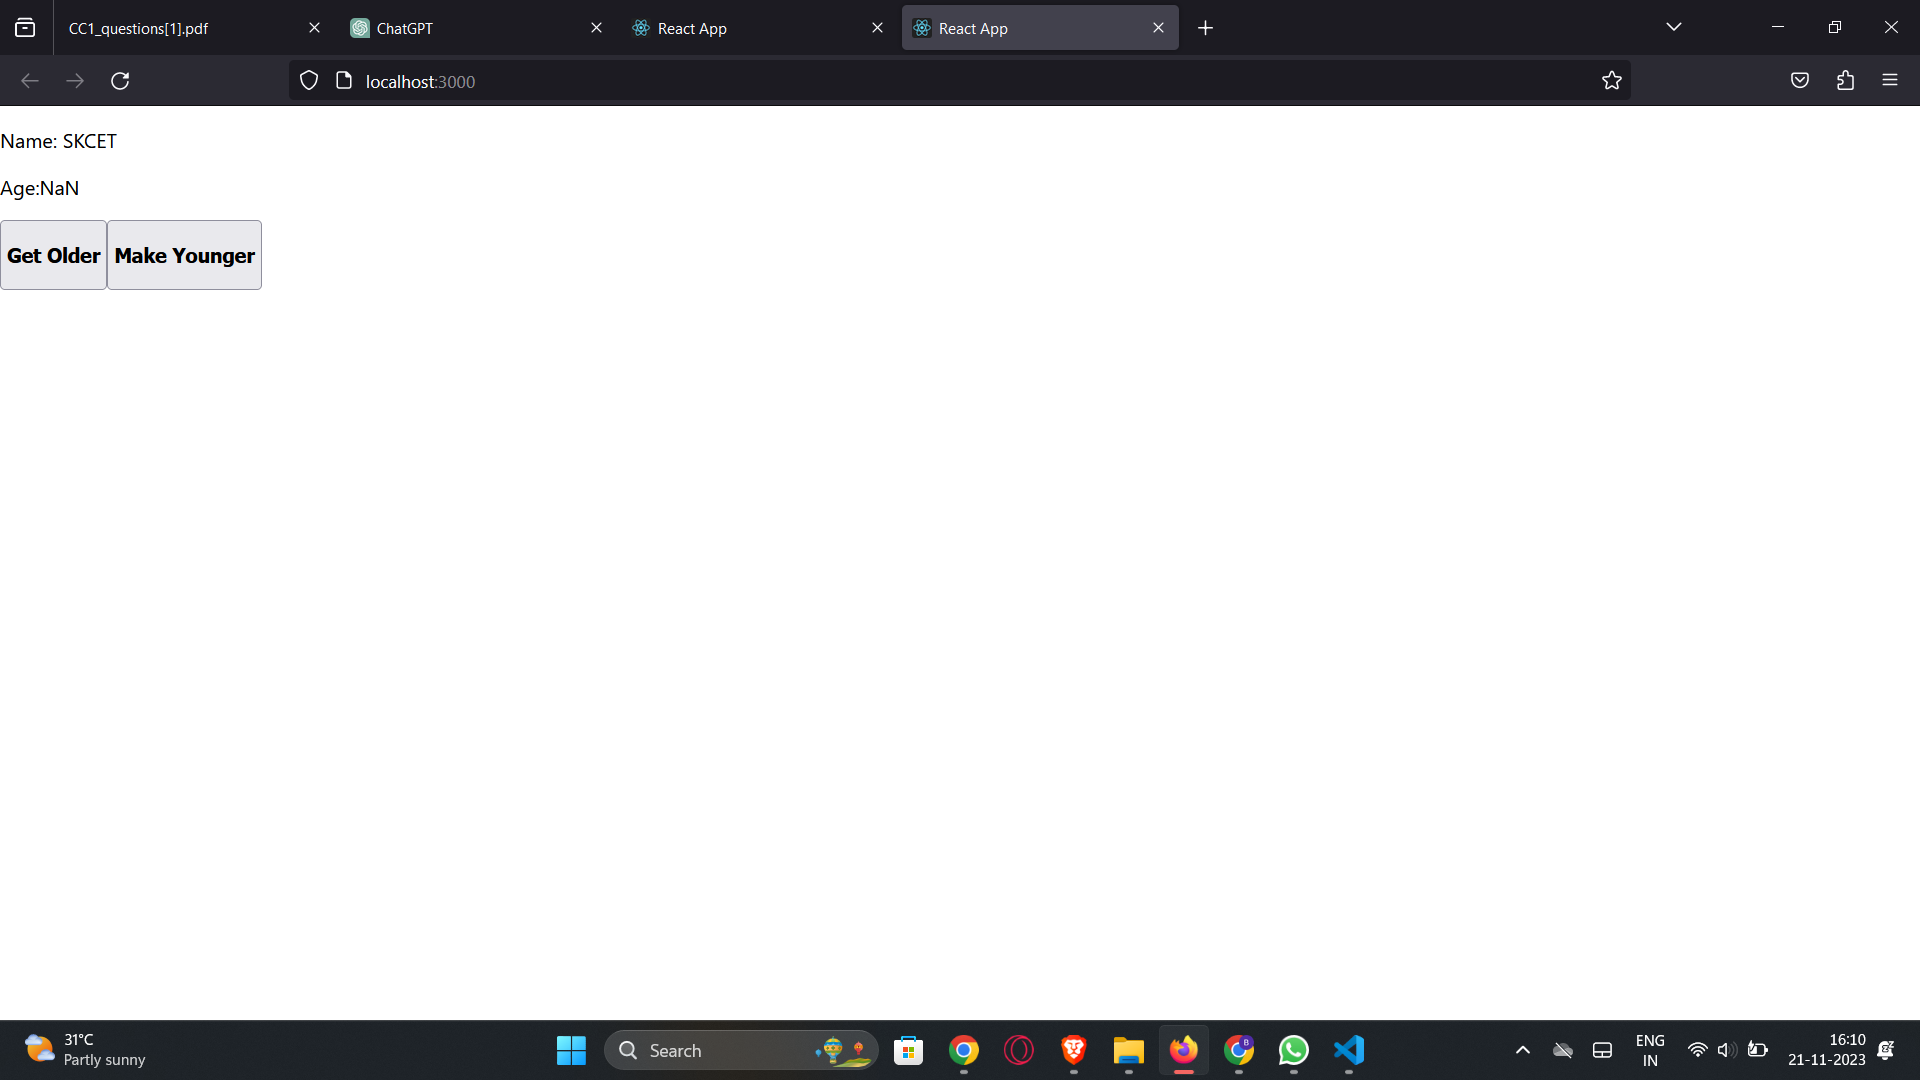 CC1_questions[1].pdf
ChatGPT
React App
React App
localhost:3000
Name: SKCET
Age:NaN
Get Older
Make Younger
31°C
Partly sunny
Search
B
ENG
IN
16:10
21-11-2023